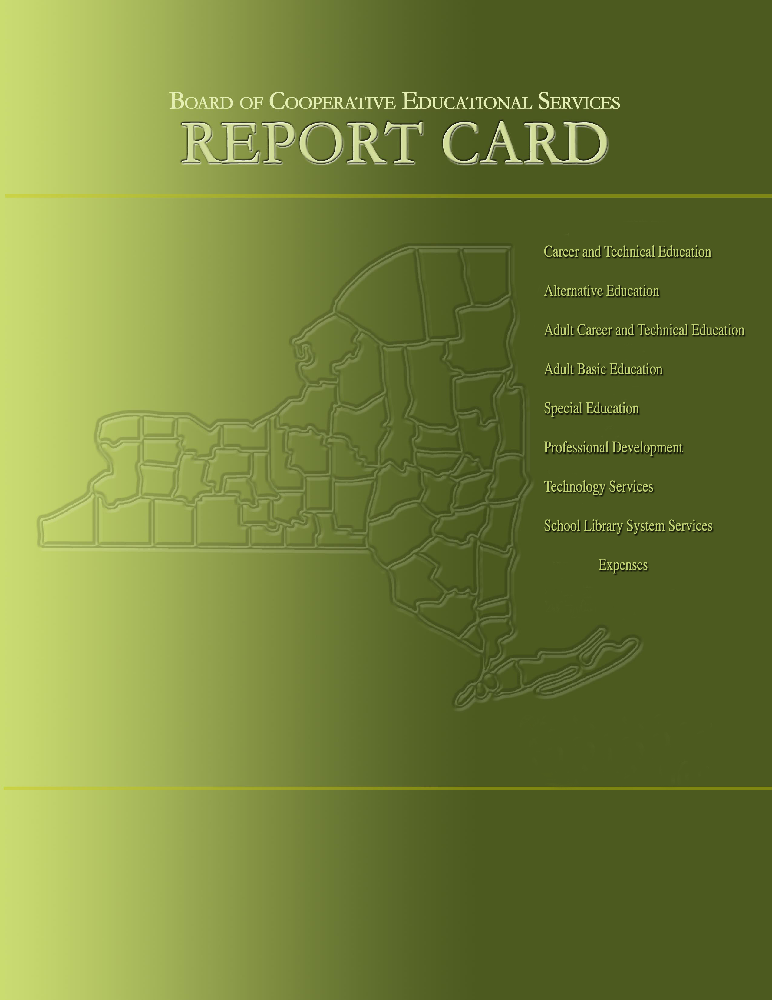 Board of Cooperative Educational Services
REPORT CARD
Career and Technical Education
Alternative Education
Adult Career and Technical Education
Adult Basic Education
Special Education
Professional Development
Technology Services
School Library System Services
Expenses